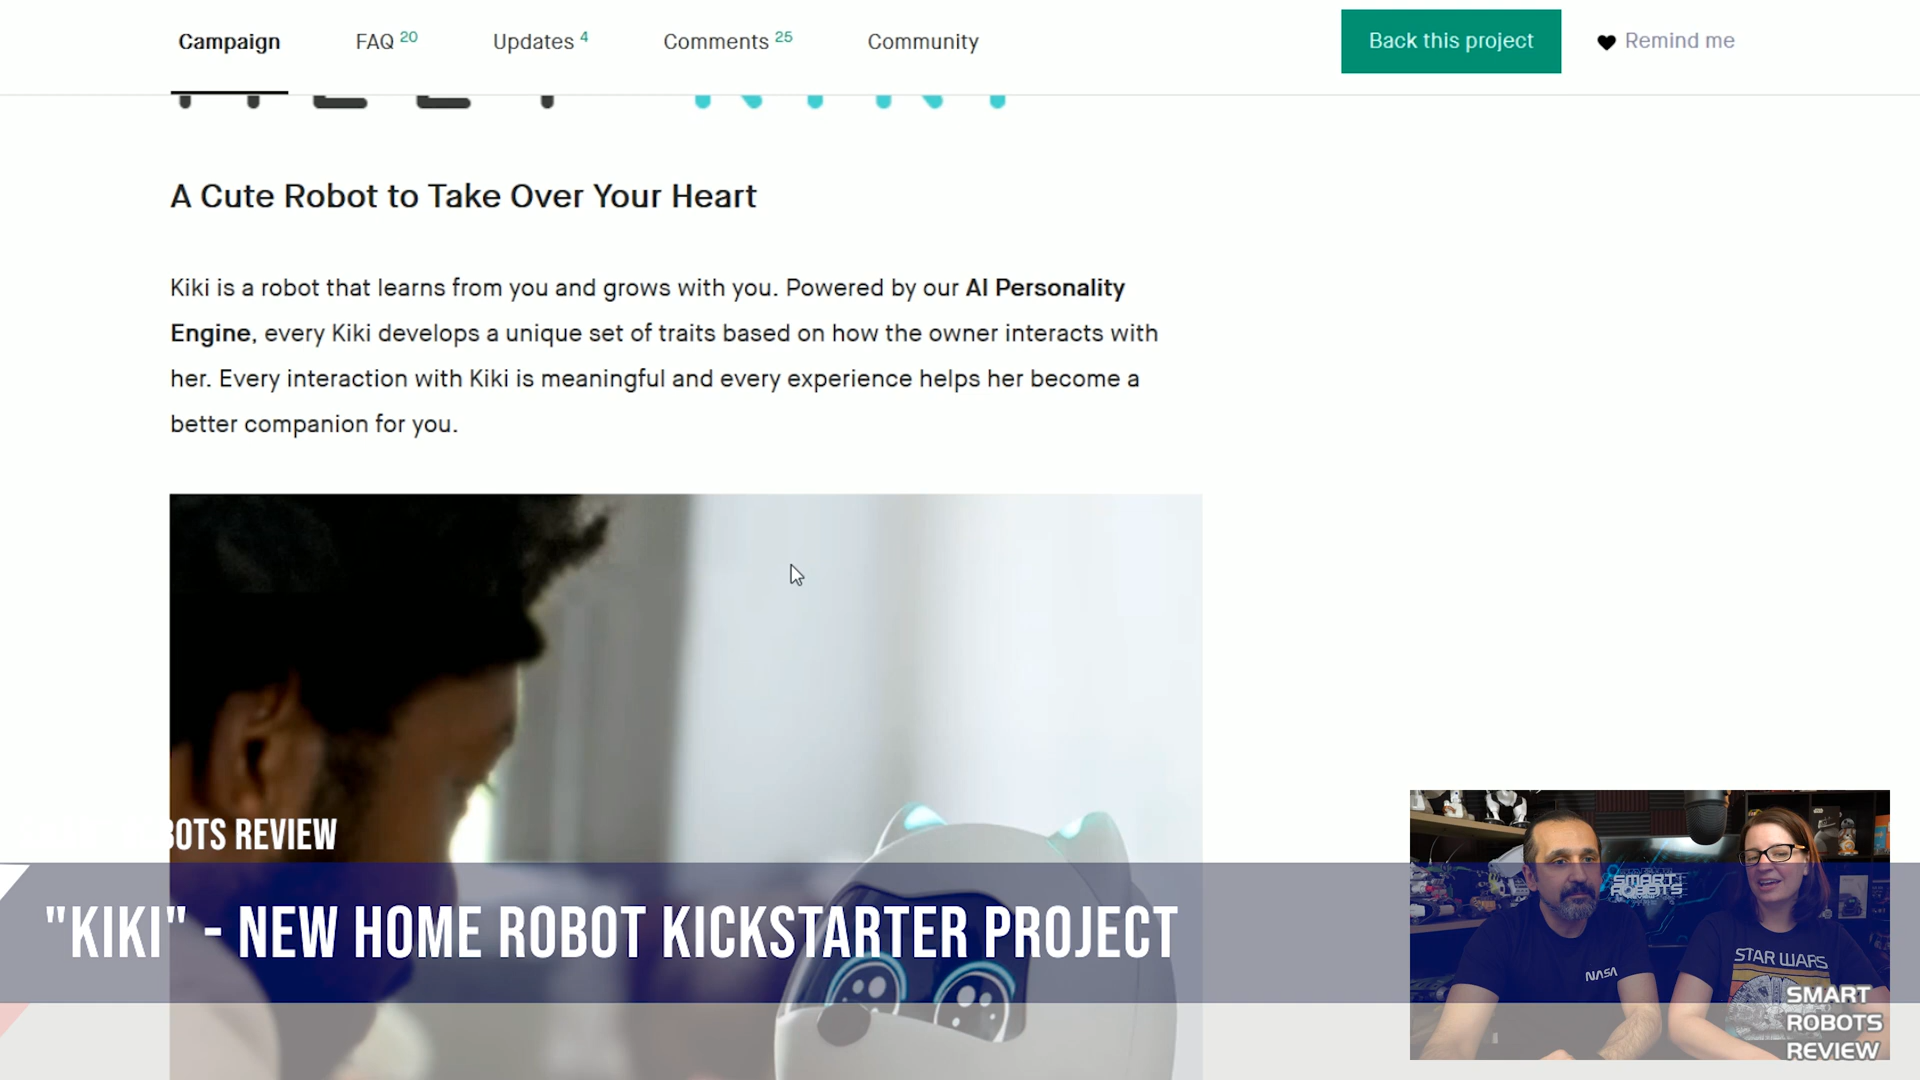 Campaign FAQ 20 Updates 4 Comments 25 Community Back this project Remind me
A Cute Robot to Take Over Your Heart
Kiki is a robot that learns from you and grows with you. Powered by our AI Personality
Engine, every Kiki develops a unique set of traits based on how the owner interacts with
her. Every interaction with Kiki is meaningful and every experience helps her become a
better companion for you.
BOTS REVIEW
"KIKI" - NEW HOME ROBOT KICKSTARTER PROJECT
SMART
ROBOTS
NASA
STAR WARS
SMART
ROBOTS
REVIEW